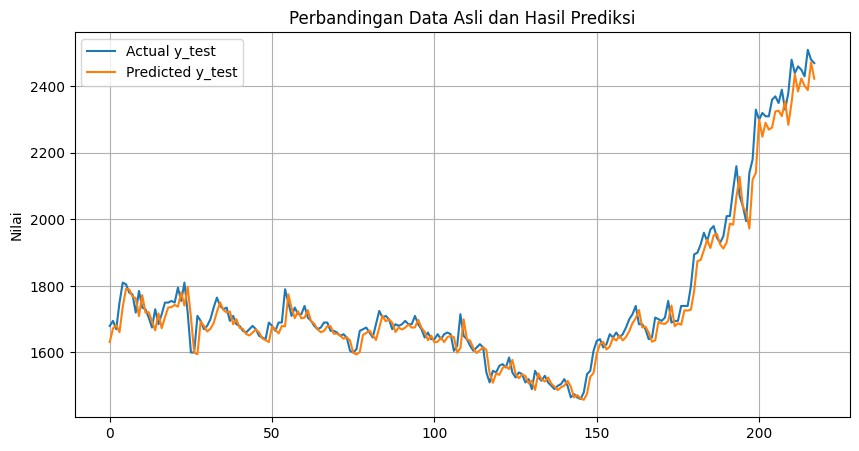 Perbandingan Data Asli dan Hasil Prediksi
Actual y_test
Predicted y_test
2400
2200
2000
1800
1600
Nilai
0
50
100
150
200